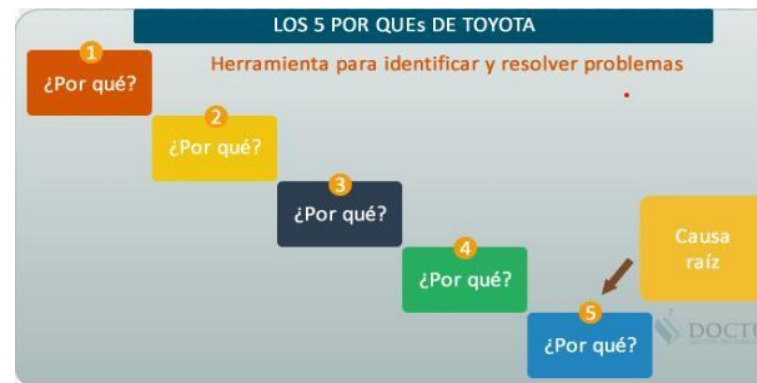 LOS 5 POR QUEs DE TOYOTA
Herramienta para identificar y resolver problemas
1
¿Por qué?
2
¿Por qué?
3
¿Por qué?
4
¿Por qué?
Causa
raíz
5
¿Por qué?
DOCTU